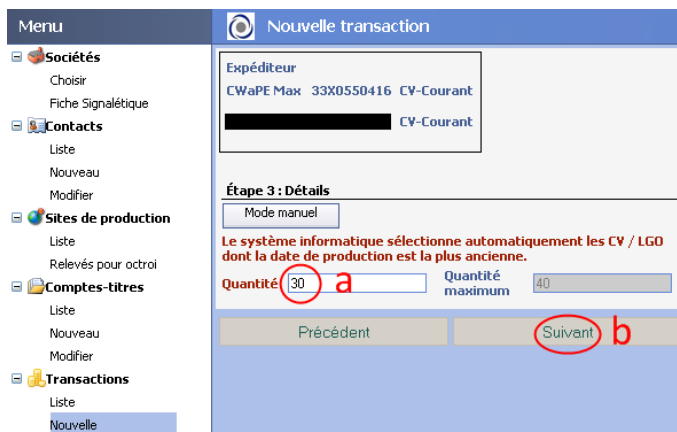 Menu
Nouvelle transaction
Sociétés
Choisir
Fiche Signalétique
Contacts
Liste
Nouveau
Modifier
Sites de production
Liste
Relevés pour octroi
Comptes-titres
Liste
Nouveau
Modifier
Transactions
Liste
Nouvelle
Expéditeur
CWaPE Max 33X0550416 CV-Courant
CV-Courant
Étape 3 : Détails
Mode manuel
Le système informatique sélectionne automatiquement les CV / LGO
dont la date de production est la plus ancienne.
Quantité 30 a Quantité
maximum 40
Précédent Suivant b